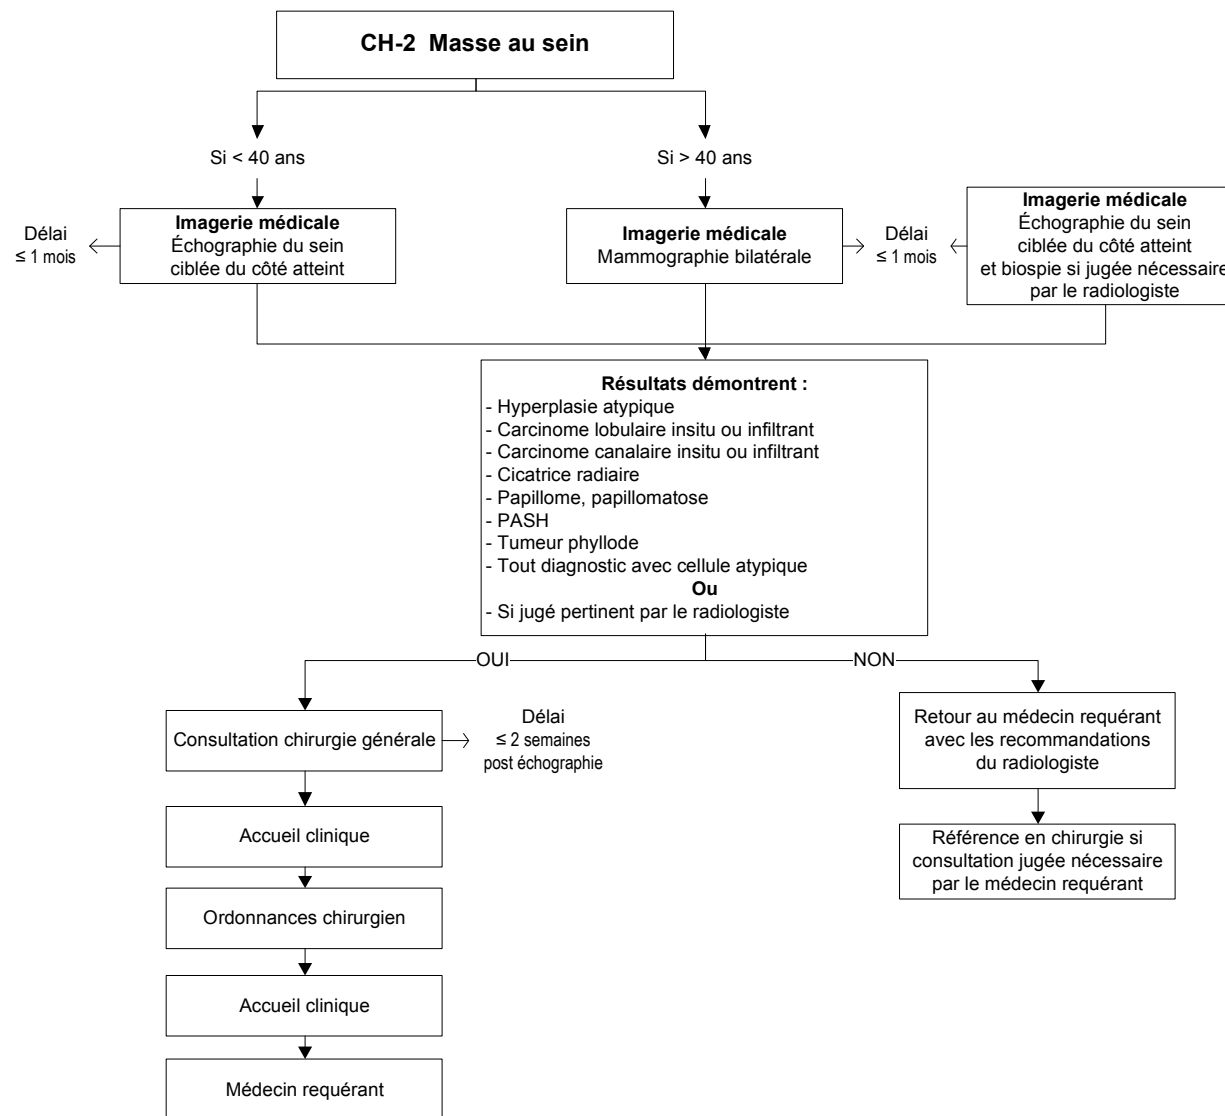 CH-2 Masse au sein
Si < 40 ans
Si > 40 ans
Délai
≤ 1 mois
Imagerie médicale
Échographie du sein
ciblée du côté atteint
Imagerie médicale
Mammographie bilatérale
Délai
≤ 1 mois
Imagerie médicale
Échographie du sein
ciblée du côté atteint
et biospie si jugée nécessaire
par le radiologiste
Résultats démontrent :
- Hyperplasie atypique
- Carcinome lobulaire insitu ou infiltrant
- Carcinome canalaire insitu ou infiltrant
- Cicatrice radiaire
- Papillome, papillomatose
- PASH
- Tumeur phyllode
- Tout diagnostic avec cellule atypique
Ou
- Si jugé pertinent par le radiologiste
OUI
NON
Consultation chirurgie générale
Délai
≤ 2 semaines
post échographie
Accueil clinique
Ordonnances chirurgien
Accueil clinique
Médecin requérant
Retour au médecin requérant
avec les recommandations
du radiologiste
Référence en chirurgie si
consultation jugée nécessaire
par le médecin requérant